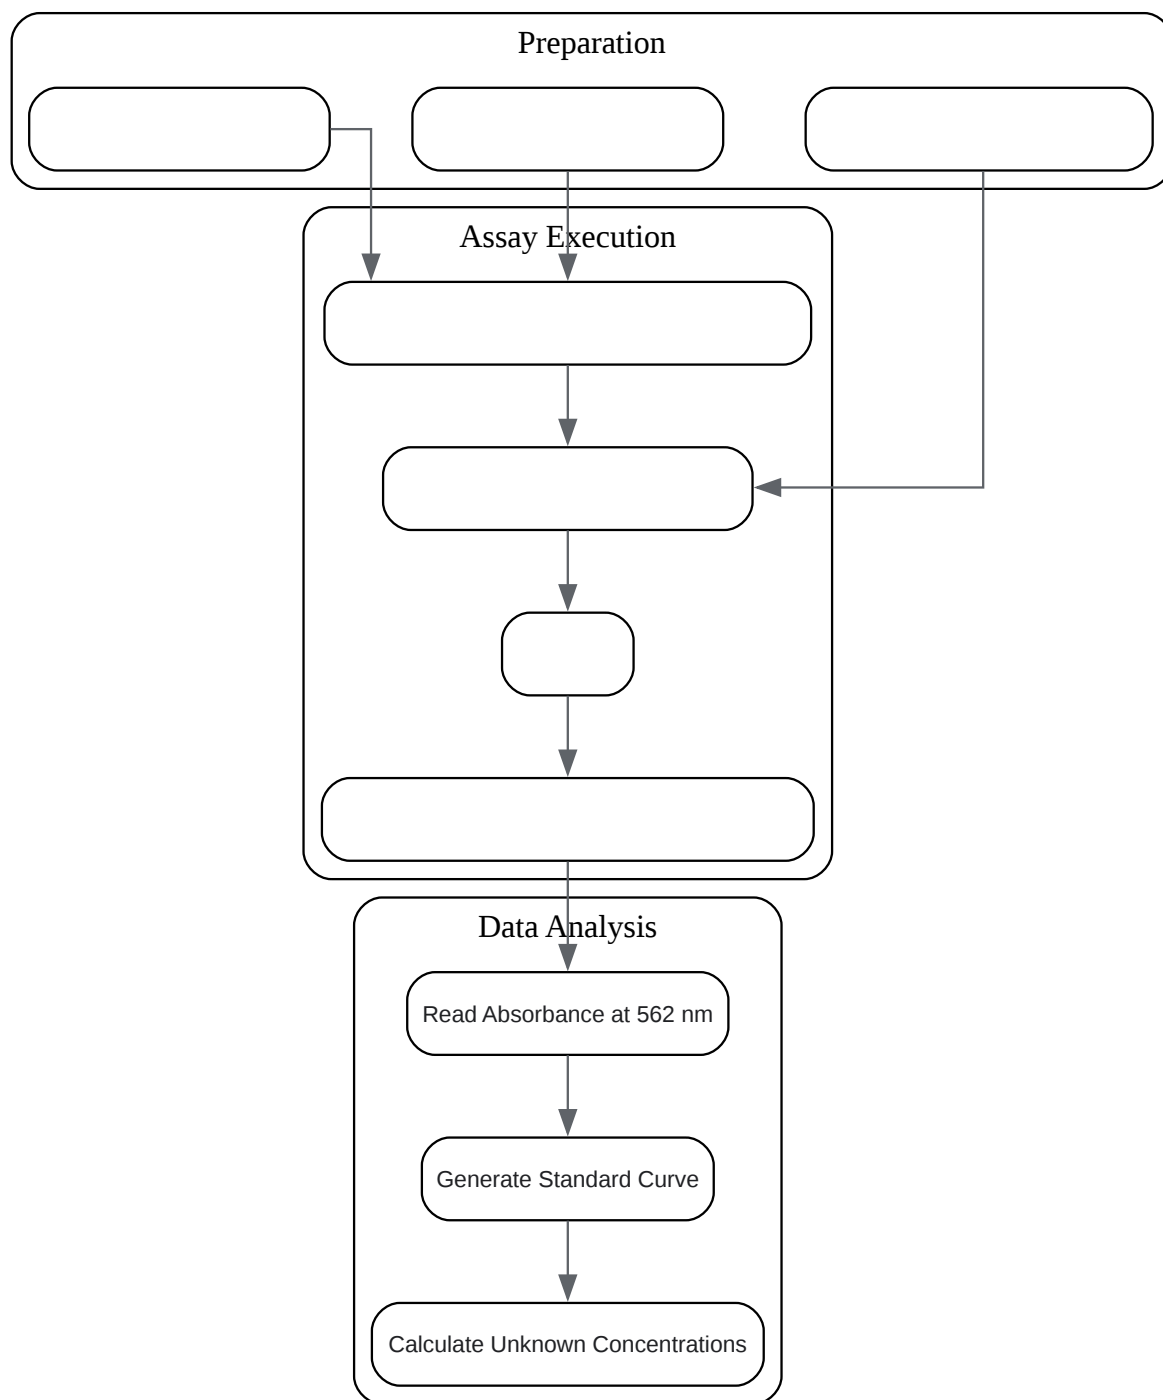 Preparation
Assay Execution
Data Analysis
Read Absorbance at 562 nm
Generate Standard Curve
Calculate Unknown Concentrations